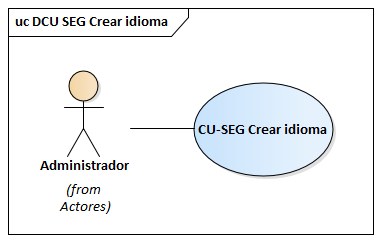 uc DCU SEG Crear idioma
CU-SEG Crear idioma
Administrador
(from
Actores)